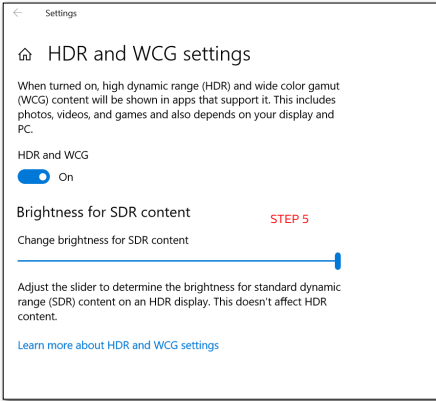 Settings
HDR and WCG settings
When turned on, high dynamic range (HDR) and wide color gamut
(WCG) content will be shown in apps that support it. This includes
photos, videos, and games and also depends on your display and
PC.
HDR and WCG
On
Brightness for SDR content
STEP 5
Change brightness for SDR content
Adjust the slider to determine the brightness for standard dynamic
range (SDR) content on an HDR display. This doesn't affect HDR
content.
Learn more about HDR and WCG settings